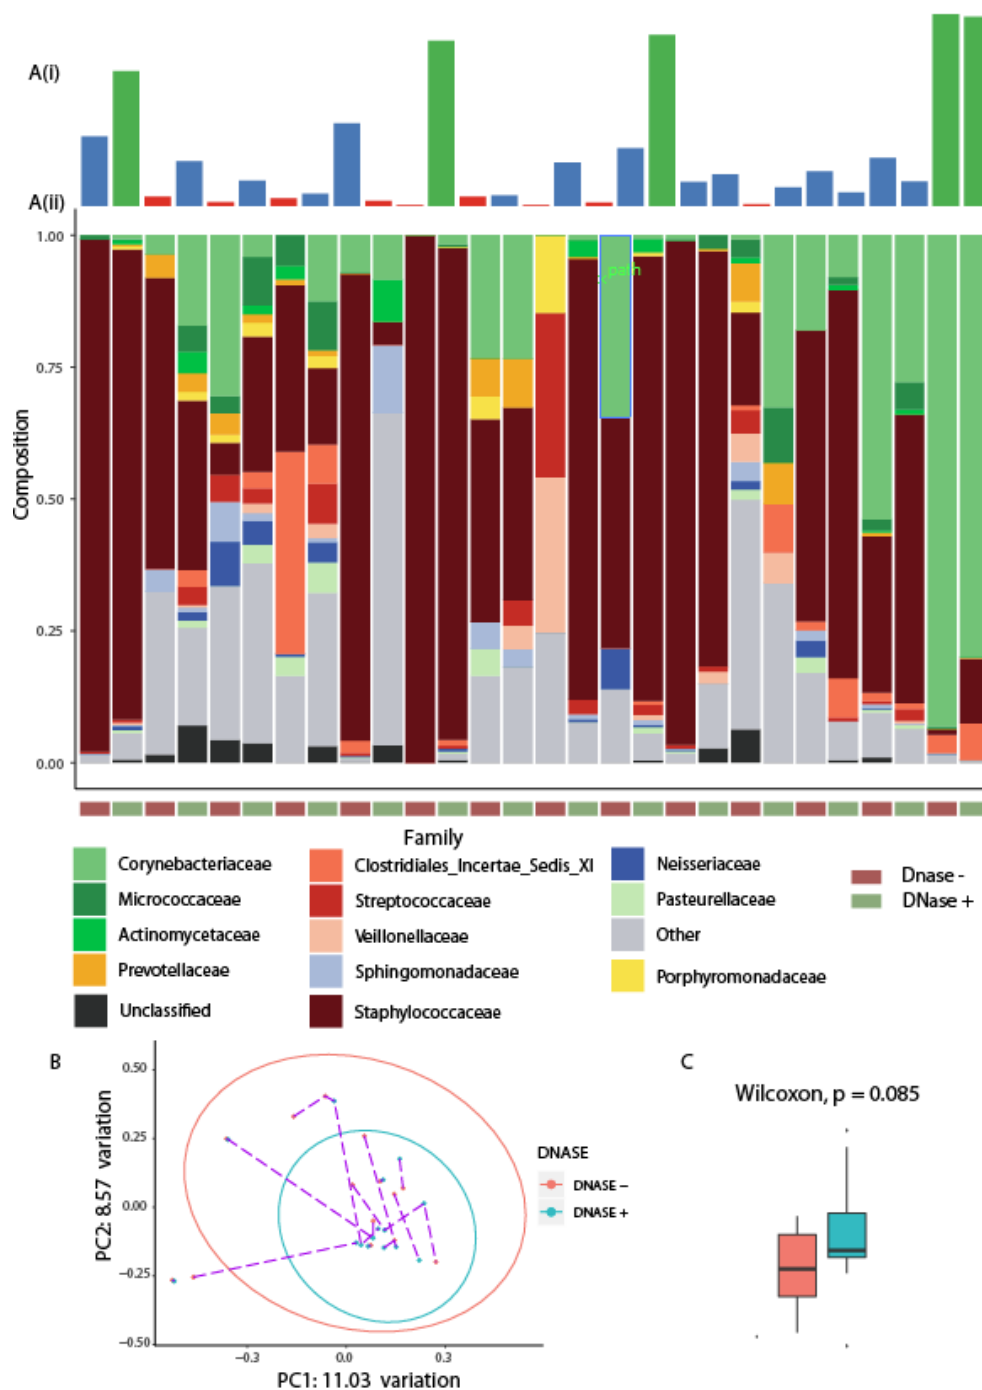 A(i)
A(ii)
1.00
path
0.75
Composition
0.50
0.25
0.00
Family
Corynebacteriaceae
Clostridiales_Incertae_Sedis_XI
Neisseriaceae
Dnase -
Micrococcaceae
Streptococcaceae
Pasteurellaceae
DNase +
Actinomycetaceae
Veillonellaceae
Other
Prevotellaceae
Sphingomonadaceae
Porphyromonadaceae
Unclassified
Staphylococcaceae
B
C
0.50
Wilcoxon, p = 0.085
0.25
DNASE
DNASE −
0.00
DNASE +
PC2: 8.57 variation
−0.25
−0.50
−0.3
0.0
0.3
PC1: 11.03 variation